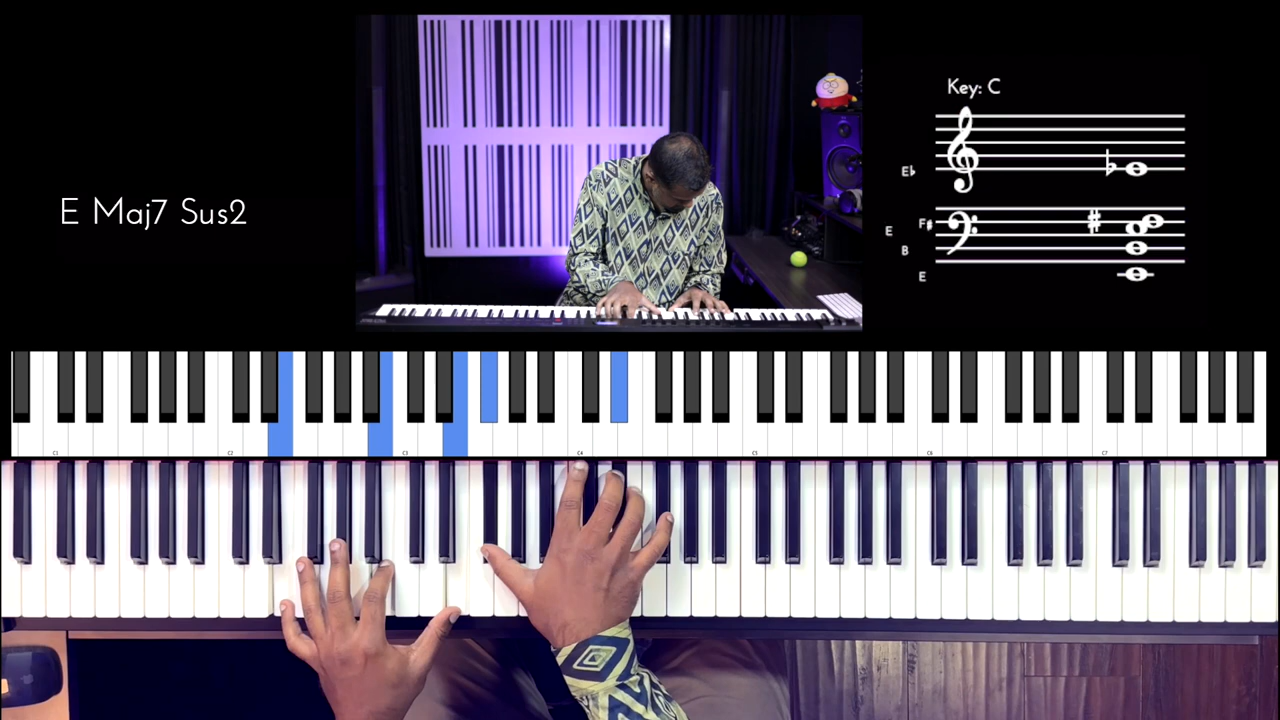 Key: C
E♭
E Maj7 Sus2
F♯
E
B
E
C1 C2 C3 C4 C5 C6 C7